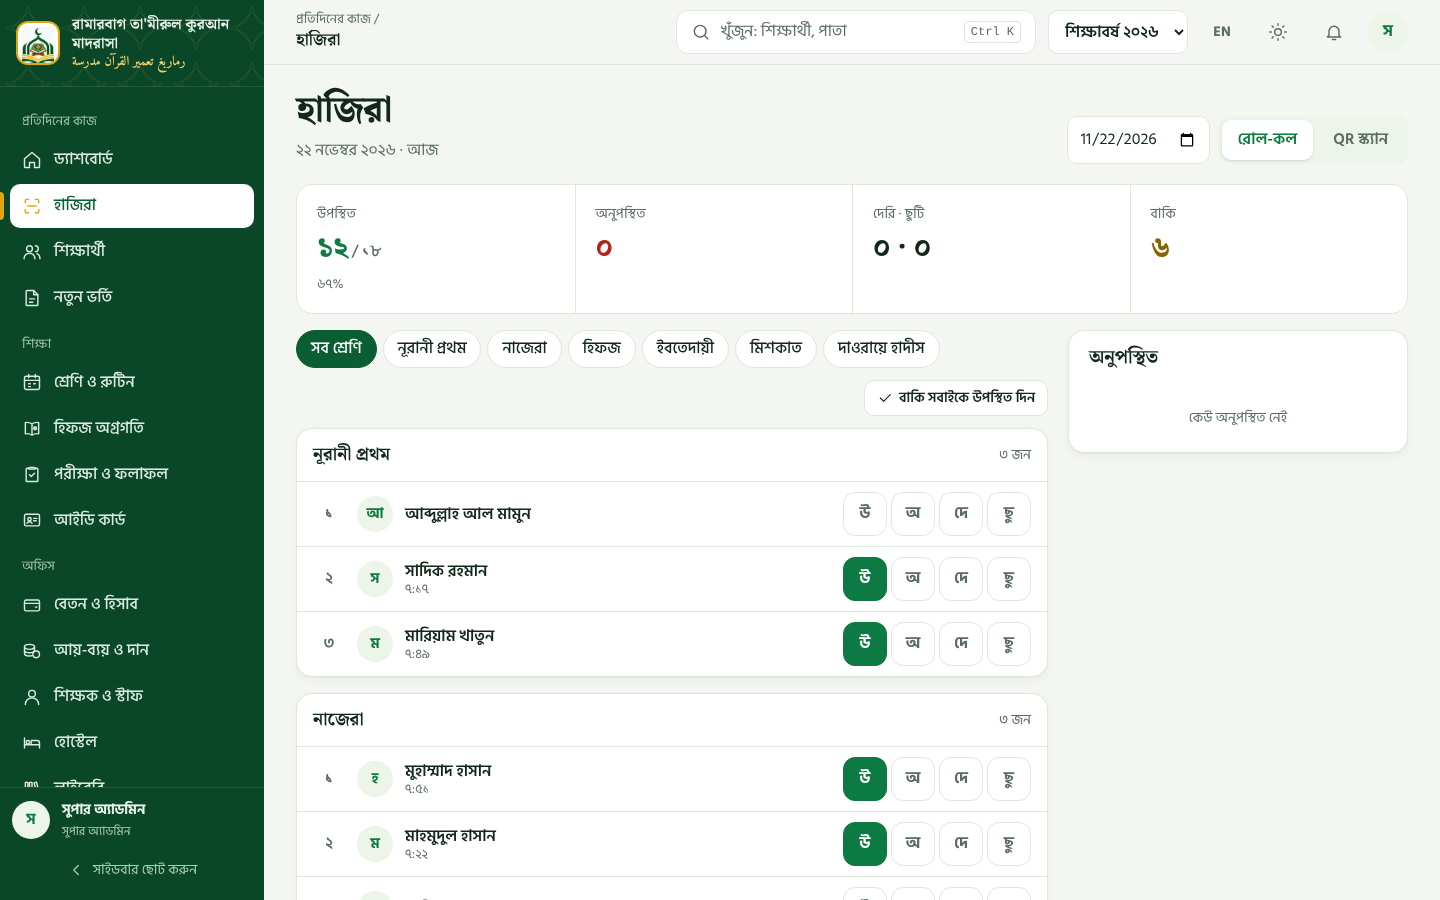 রামারবাগ তা'মীরুল কুরআন
মাদরাসা
رماربغ تعمير القرآن مدرسة
প্রতিদিনের কাজ
ড্যাশবোর্ড
হাজিরা
শিক্ষার্থী
নতুন ভর্তি
শিক্ষা
শ্রেণি ও রুটিন
হিফজ অগ্রগতি
পরীক্ষা ও ফলাফল
আইডি কার্ড
অফিস
বেতন ও হিসাব
আয়-ব্যয় ও দান
শিক্ষক ও স্টাফ
হোস্টেল
স
সুপার অ্যাডমিন
সুপার অ্যাডমিন
সাইডবার ছোট করুন
প্রতিদিনের কাজ /
হাজিরা
খুঁজুন: শিক্ষার্থী, পাতা
Ctrl K
শিক্ষাবর্ষ ২০২৬
EN
স
হাজিরা
২২ নভেম্বর ২০২৬ · আজ
11/22/2026
রোল-কল
QR স্ক্যান
উপস্থিত
১২ / ১৮
৬৭%
অনুপস্থিত
০
দেরি · ছুটি
০ · ০
বাকি
৬
সব শ্রেণি
নূরানী প্রথম
নাজেরা
হিফজ
ইবতেদায়ী
মিশকাত
দাওরায়ে হাদীস
বাকি সবাইকে উপস্থিত দিন
নূরানী প্রথম
৩ জন
১ আ আব্দুল্লাহ আল মামুন উ অ দে ছু
২ স সাদিক রহমান উ অ দে ছু
৭:১৭
৩ ম মারিয়াম খাতুন উ অ দে ছু
৭:৪৯
নাজেরা
৩ জন
১ হ মুহাম্মাদ হাসান উ অ দে ছু
৭:৫১
২ ম মাহমুদুল হাসান উ অ দে ছু
৭:২২
অনুপস্থিত
কেউ অনুপস্থিত নেই